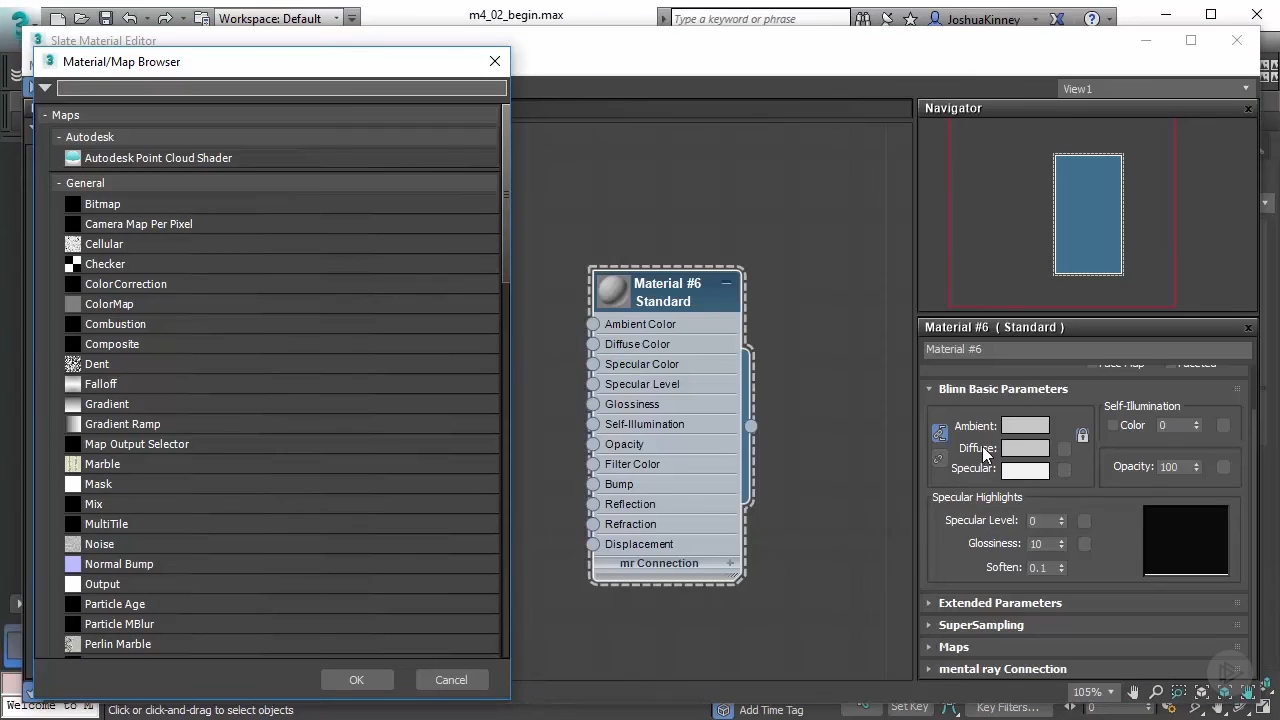 Workspace: Default
m4_02_begin.max
Type a keyword or phrase
JoshuaKinney
Slate Material Editor
Material/Map Browser
View1
- Maps
- Autodesk
Autodesk Point Cloud Shader
- General
Bitmap
Camera Map Per Pixel
Cellular
Checker
ColorCorrection
ColorMap
Combustion
Composite
Dent
Falloff
Gradient
Gradient Ramp
Map Output Selector
Marble
Mask
Mix
MultiTile
Noise
Normal Bump
Output
Particle Age
Particle MBlur
Perlin Marble
OK
Cancel
Material #6
Standard
Ambient Color
Diffuse Color
Specular Color
Specular Level
Glossiness
Self-Illumination
Opacity
Filter Color
Bump
Reflection
Refraction
Displacement
mr Connection +
Navigator
Material #6 ( Standard )
Material #6
Face Map
Faceted
Blinn Basic Parameters
Self-Illumination
Ambient:
Color 0
Diffuse:
Specular:
Opacity: 100
Specular Highlights
Specular Level: 0
Glossiness: 10
Soften: 0.1
Extended Parameters
SuperSampling
Maps
mental ray Connection
105%
Welcome to M
Click or click-and-drag to select objects
Add Time Tag
Set Key
Key Filters...
0